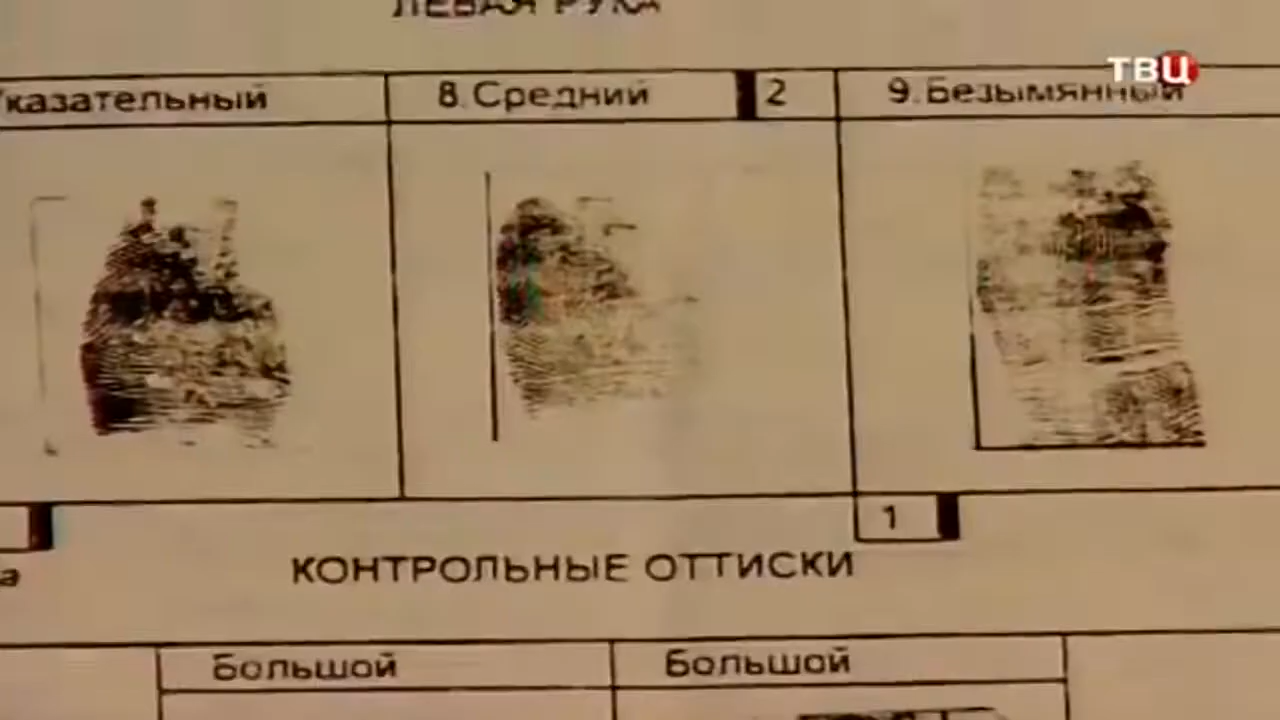 ЛЕВАЯ РУКА
ТВЦ
Указательный
8. Средний
2
9. Безымянный
1
КОНТРОЛЬНЫЕ ОТТИСКИ
Большой
Большой